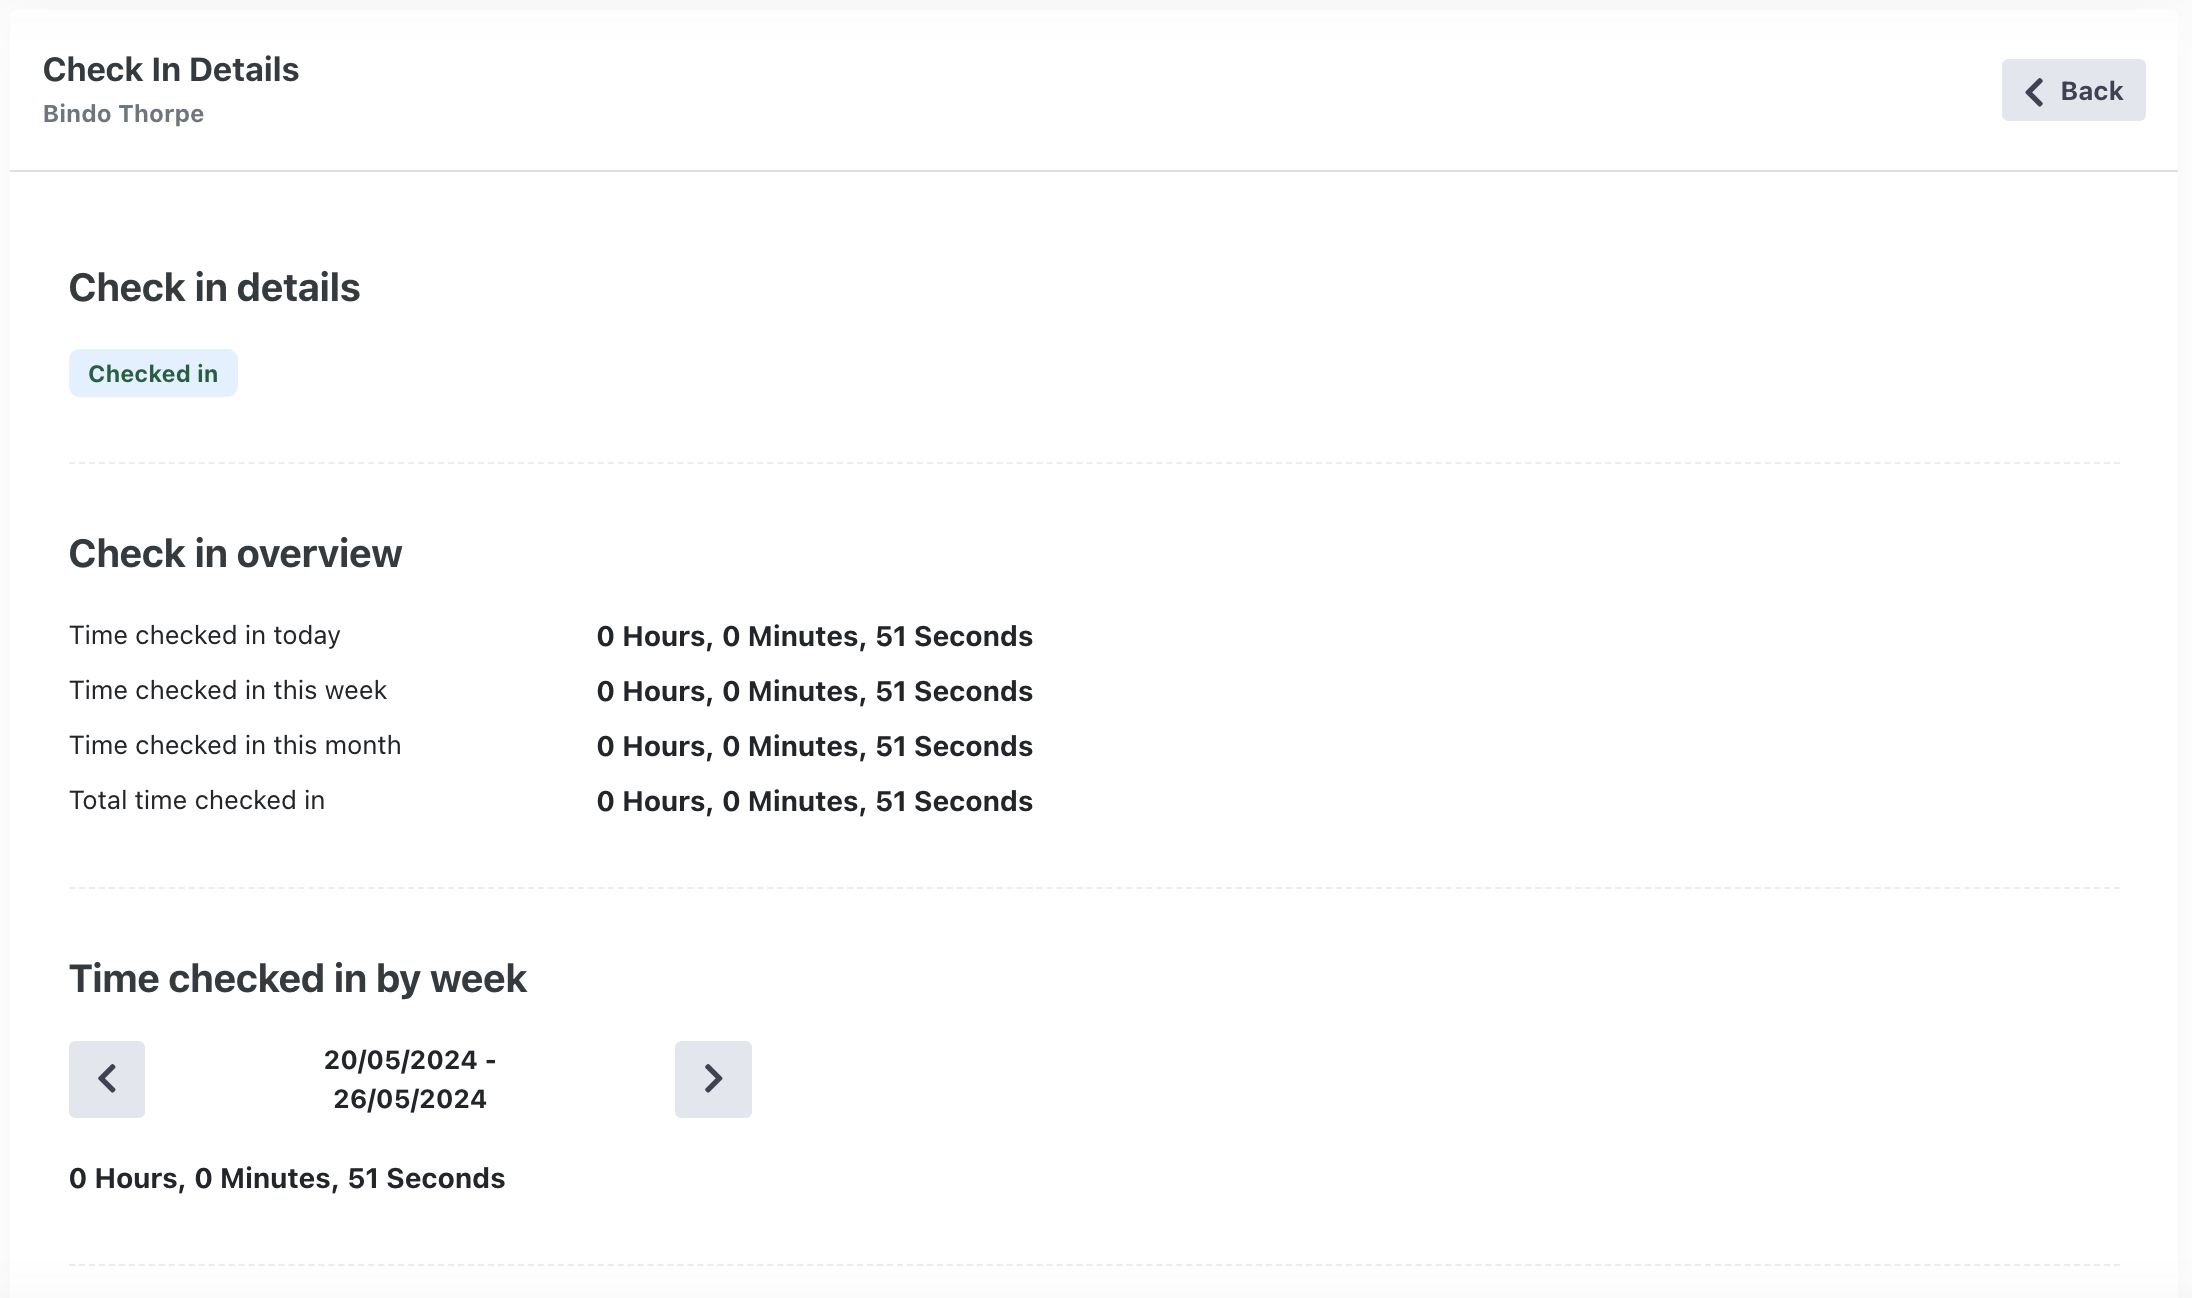 Check In Details
Bindo Thorpe
Back
Check in details
Checked in
Check in overview
Time checked in today 0 Hours, 0 Minutes, 51 Seconds
Time checked in this week 0 Hours, 0 Minutes, 51 Seconds
Time checked in this month 0 Hours, 0 Minutes, 51 Seconds
Total time checked in 0 Hours, 0 Minutes, 51 Seconds
Time checked in by week
20/05/2024 -
26/05/2024
0 Hours, 0 Minutes, 51 Seconds